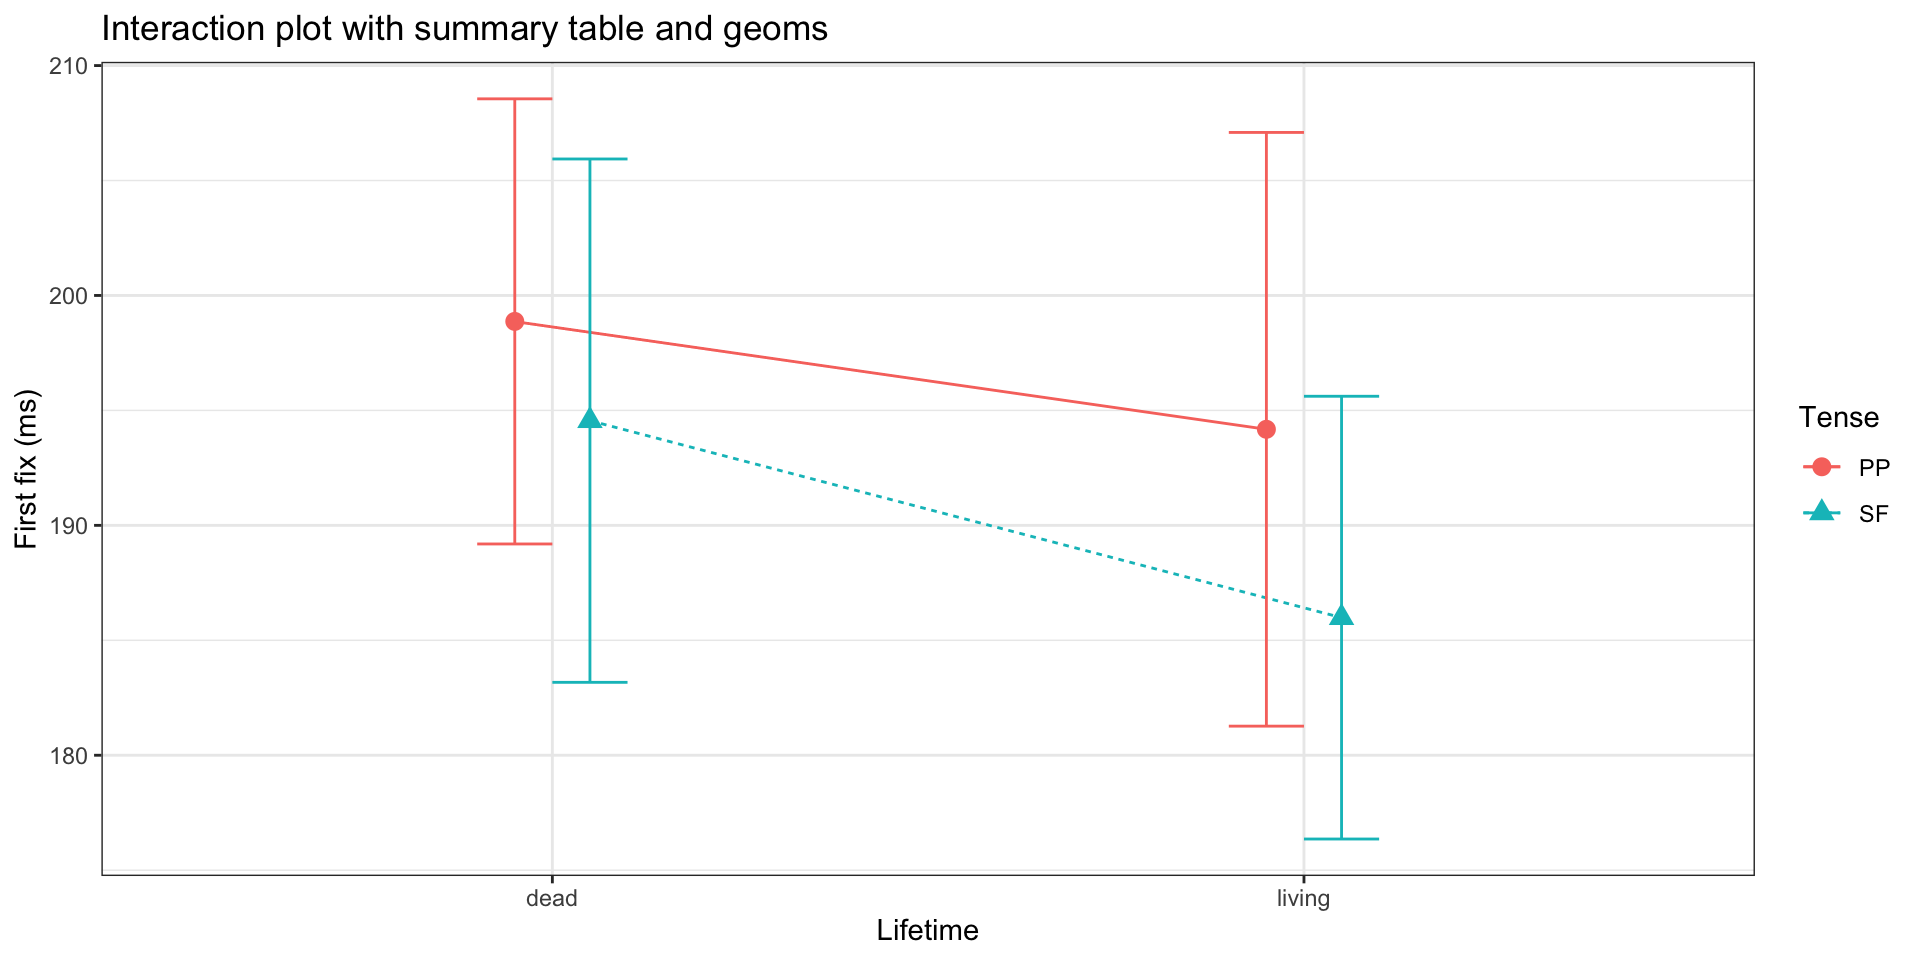 Interaction plot with summary table and geoms
210
200
190
180
First fix (ms)
dead
living
Lifetime
Tense
PP
SF